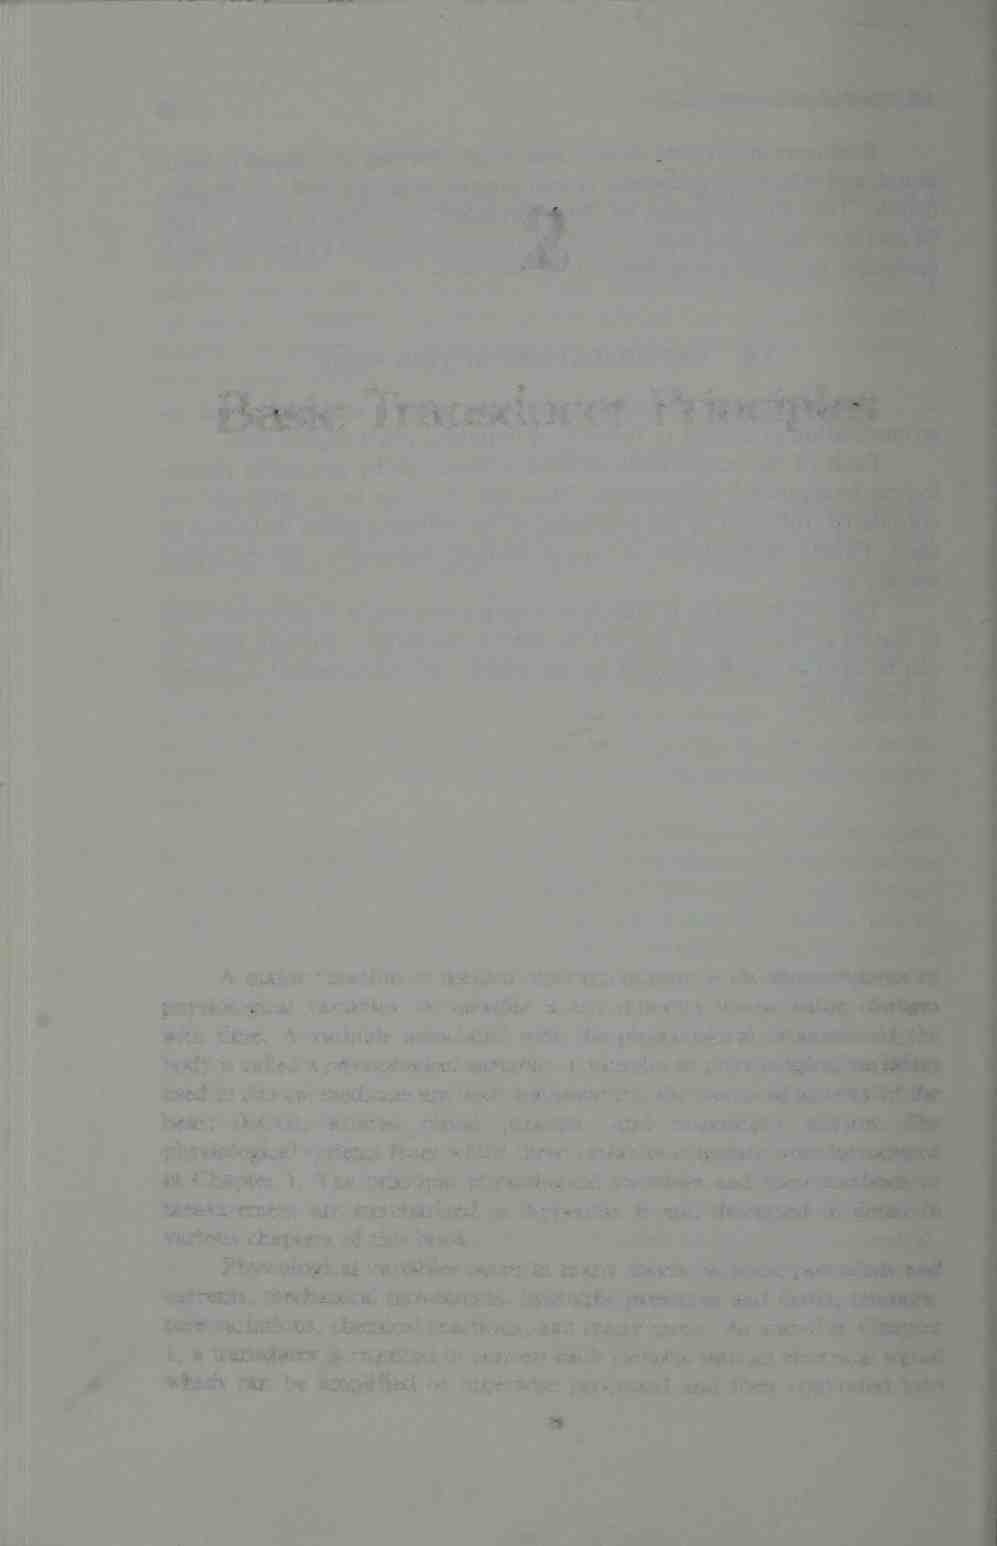 2
Basic Transducer Principles
A major function of medical instrumentation is the measurement of
physiological variables. A variable is any quantity whose value changes
with time. A variable associated with the physiological processes of the
body is called a physiological variable. Examples of physiological variables
used in clinical medicine are body temperature, the electrical activity of the
heart (ECG), arterial blood pressure, and respiratory airflow. The
physiological systems from which these variables originate were introduced
in Chapter 1. The principal physiological variables and their methods of
measurement are summarized in Appendix B and discussed in detail in
various chapters of this book.
Physiological variables occur in many forms: as ionic potentials and
currents, mechanical movements, hydraulic pressures and flows, tempera-
ture variations, chemical reactions, and many more. As stated in Chapter
1, a transducer is required to convert each variable into an electrical signal
which can be amplified or otherwise processed and then converted into